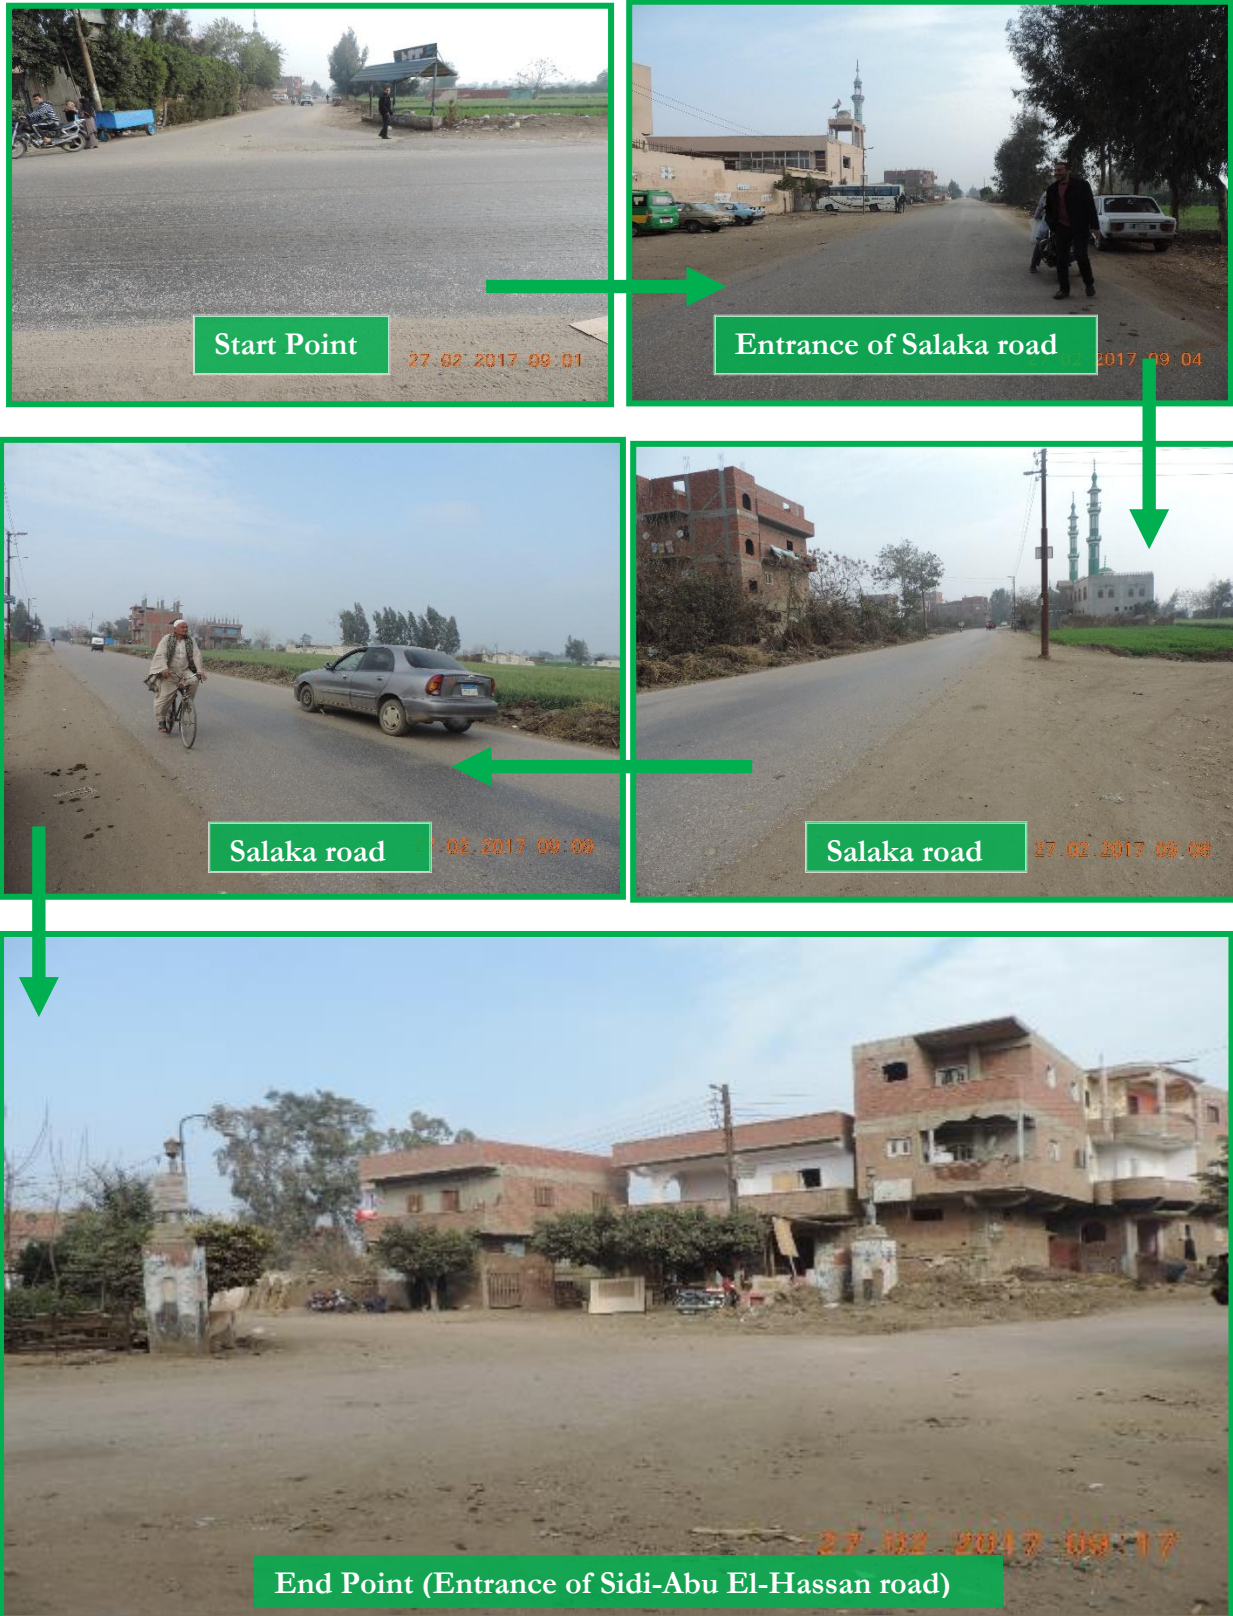 Start Point
27.02.2017 09:01
Entrance of Salaka road
2017 09 04
Salaka road
.02.2017 09:09
Salaka road
27.02.2017 09:08
27 02 2017 09:17
End Point (Entrance of Sidi-Abu El-Hassan road)